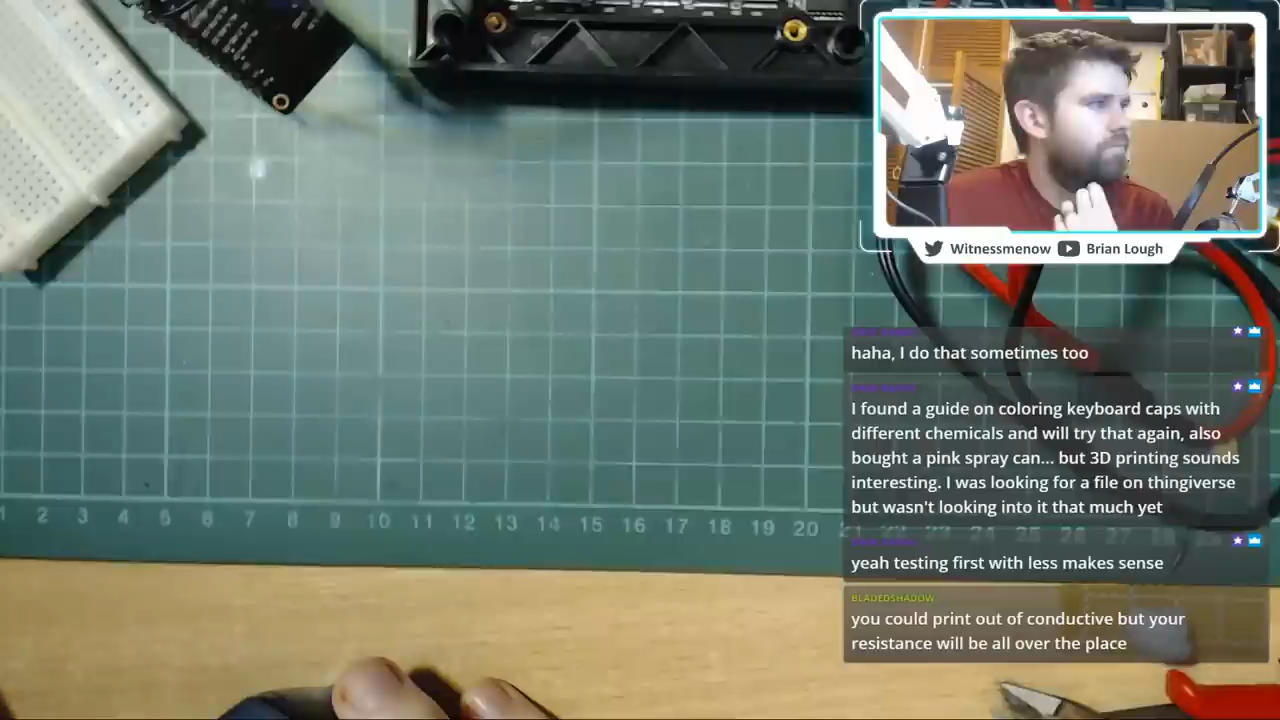 Witnessmenow Brian Lough
haha, I do that sometimes too
I found a guide on coloring keyboard caps with
different chemicals and will try that again, also
bought a pink spray can... but 3D printing sounds
interesting. I was looking for a file on thingiverse
but wasn't looking into it that much yet
1 2 3 4 5 6 7 8 9 10 11 12 13 14 15 16 17 18 19 20
yeah testing first with less makes sense
BLADEDSHADOW
you could print out of conductive but your
resistance will be all over the place